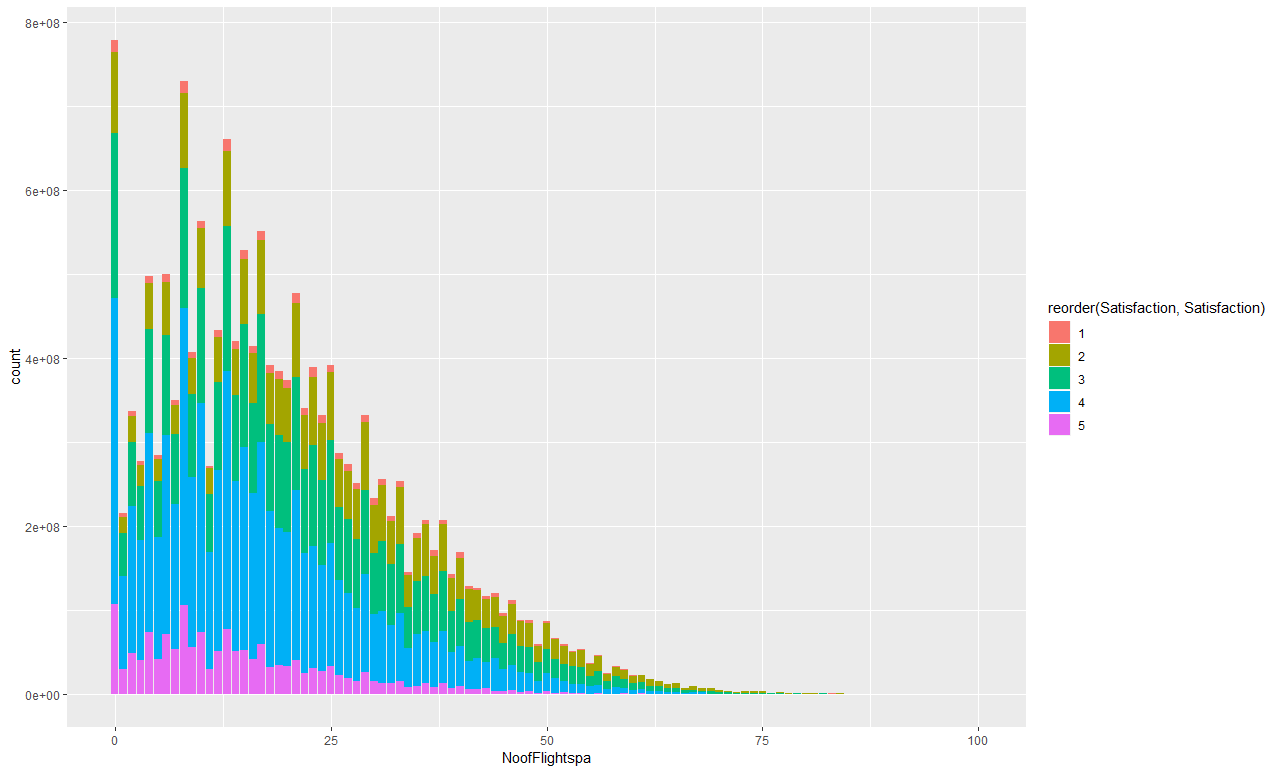 8e+08
6e+08
4e+08
2e+08
0e+00
count
0 25 50 75 100
NoofFlightspa
reorder(Satisfaction, Satisfaction)
1
2
3
4
5